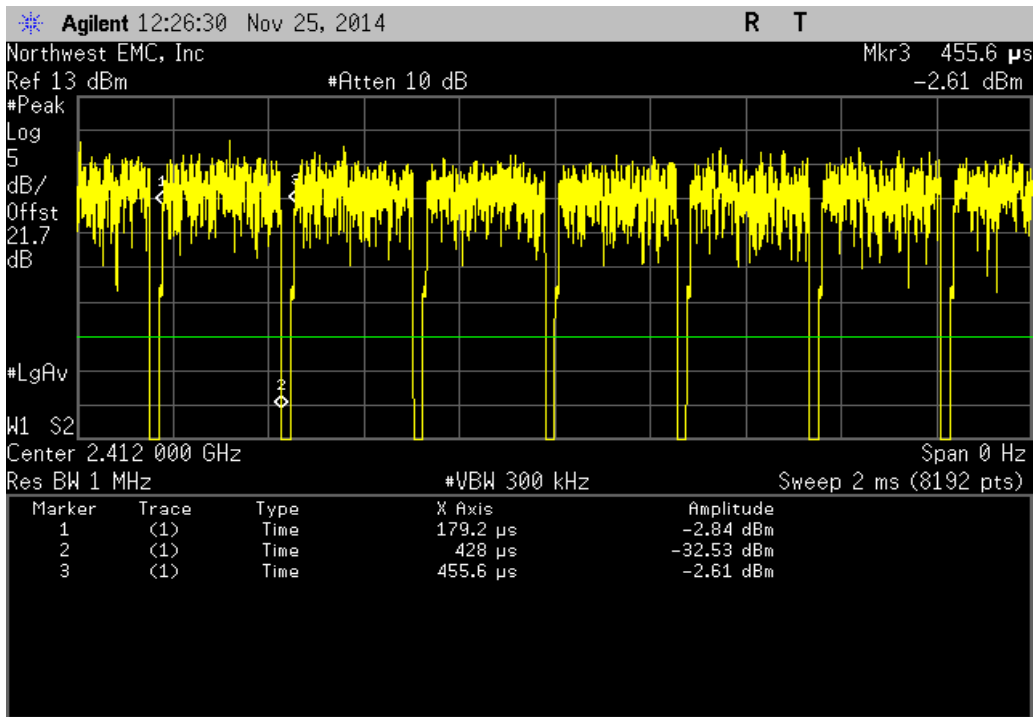 Agilent 12:26:30 Nov 25, 2014 R T
Northwest EMC, Inc Mkr3 455.6 µs
Ref 13 dBm #Atten 10 dB -2.61 dBm
#Peak
Log
5
dB/
Offst
21.7
dB
1 3
2
#LgAv
W1 S2
Center 2.412 000 GHz Span 0 Hz
Res BW 1 MHz #VBW 300 kHz Sweep 2 ms (8192 pts)
Marker Trace Type X Axis Amplitude
1 (1) Time 179.2 µs -2.84 dBm
2 (1) Time 428 µs -32.53 dBm
3 (1) Time 455.6 µs -2.61 dBm